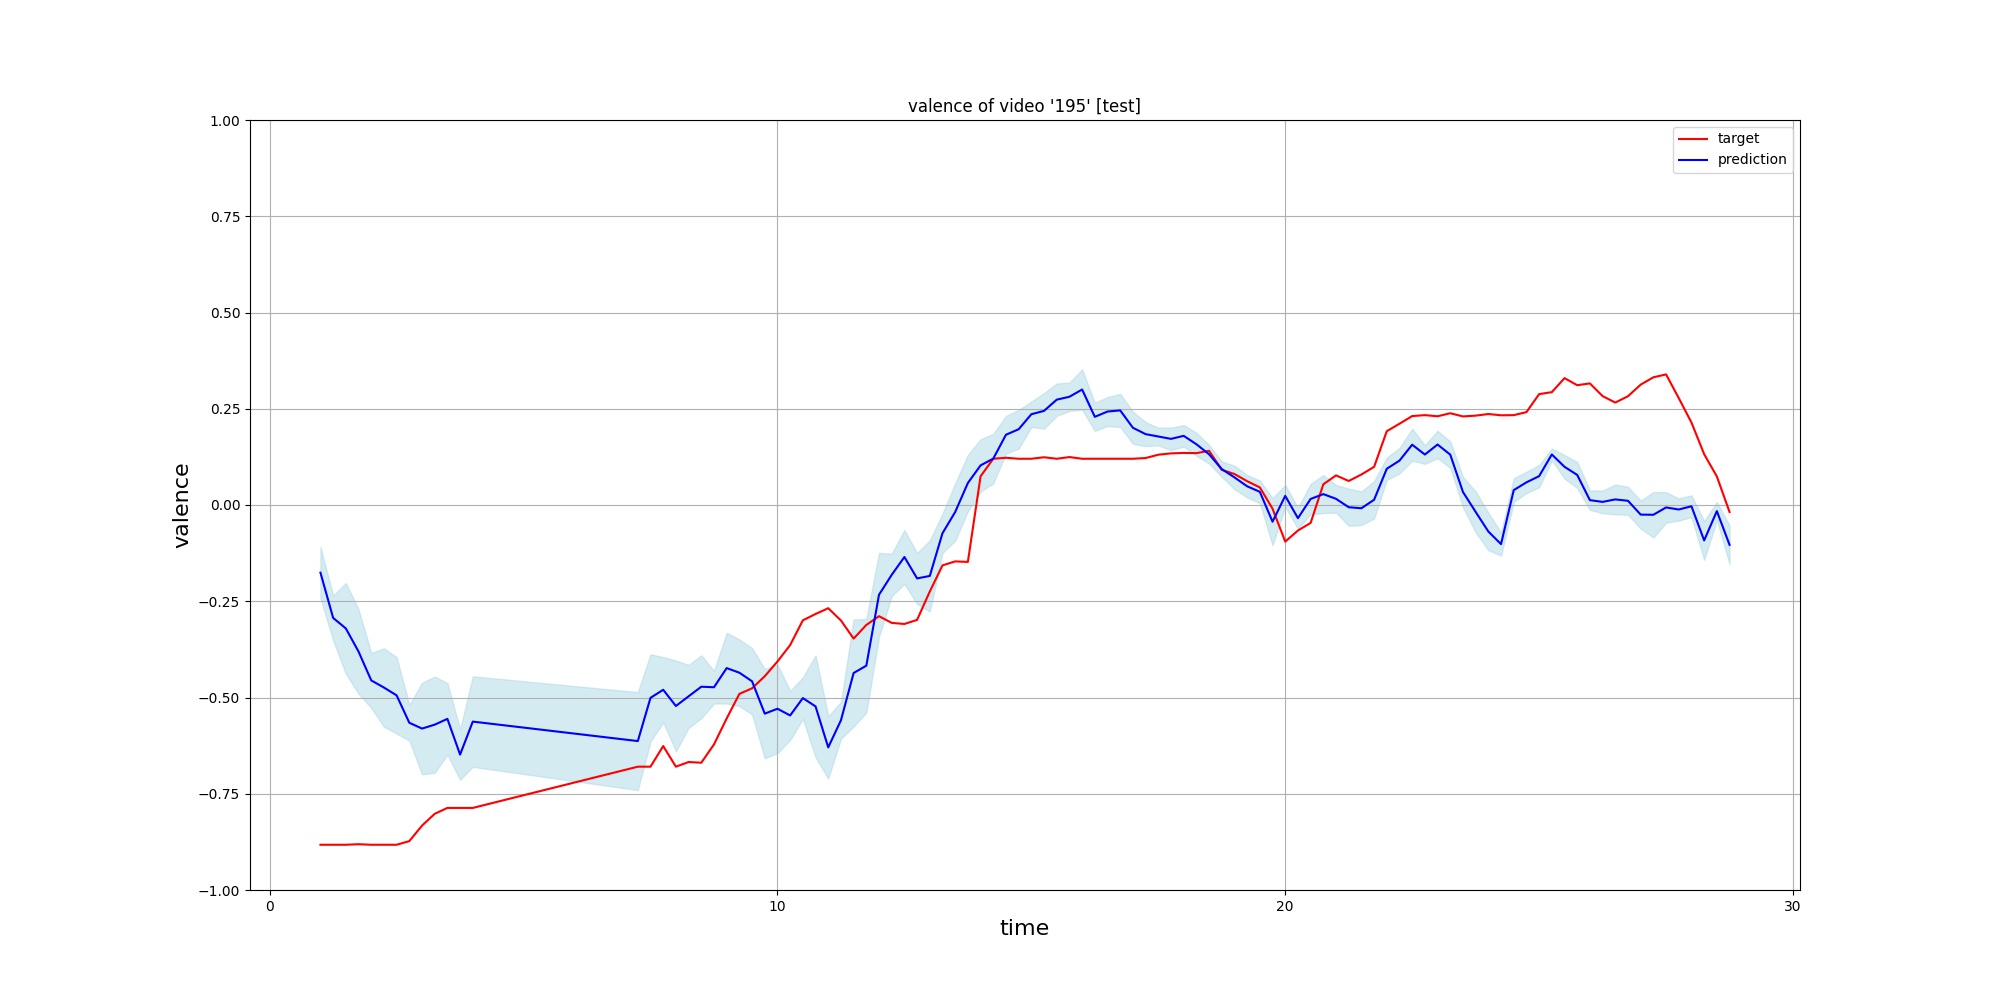 valence of video '195' [test]
1.00
0.75
0.50
0.25
0.00
−0.25
−0.50
−0.75
−1.00
valence
target
prediction
0 10 20 30
time